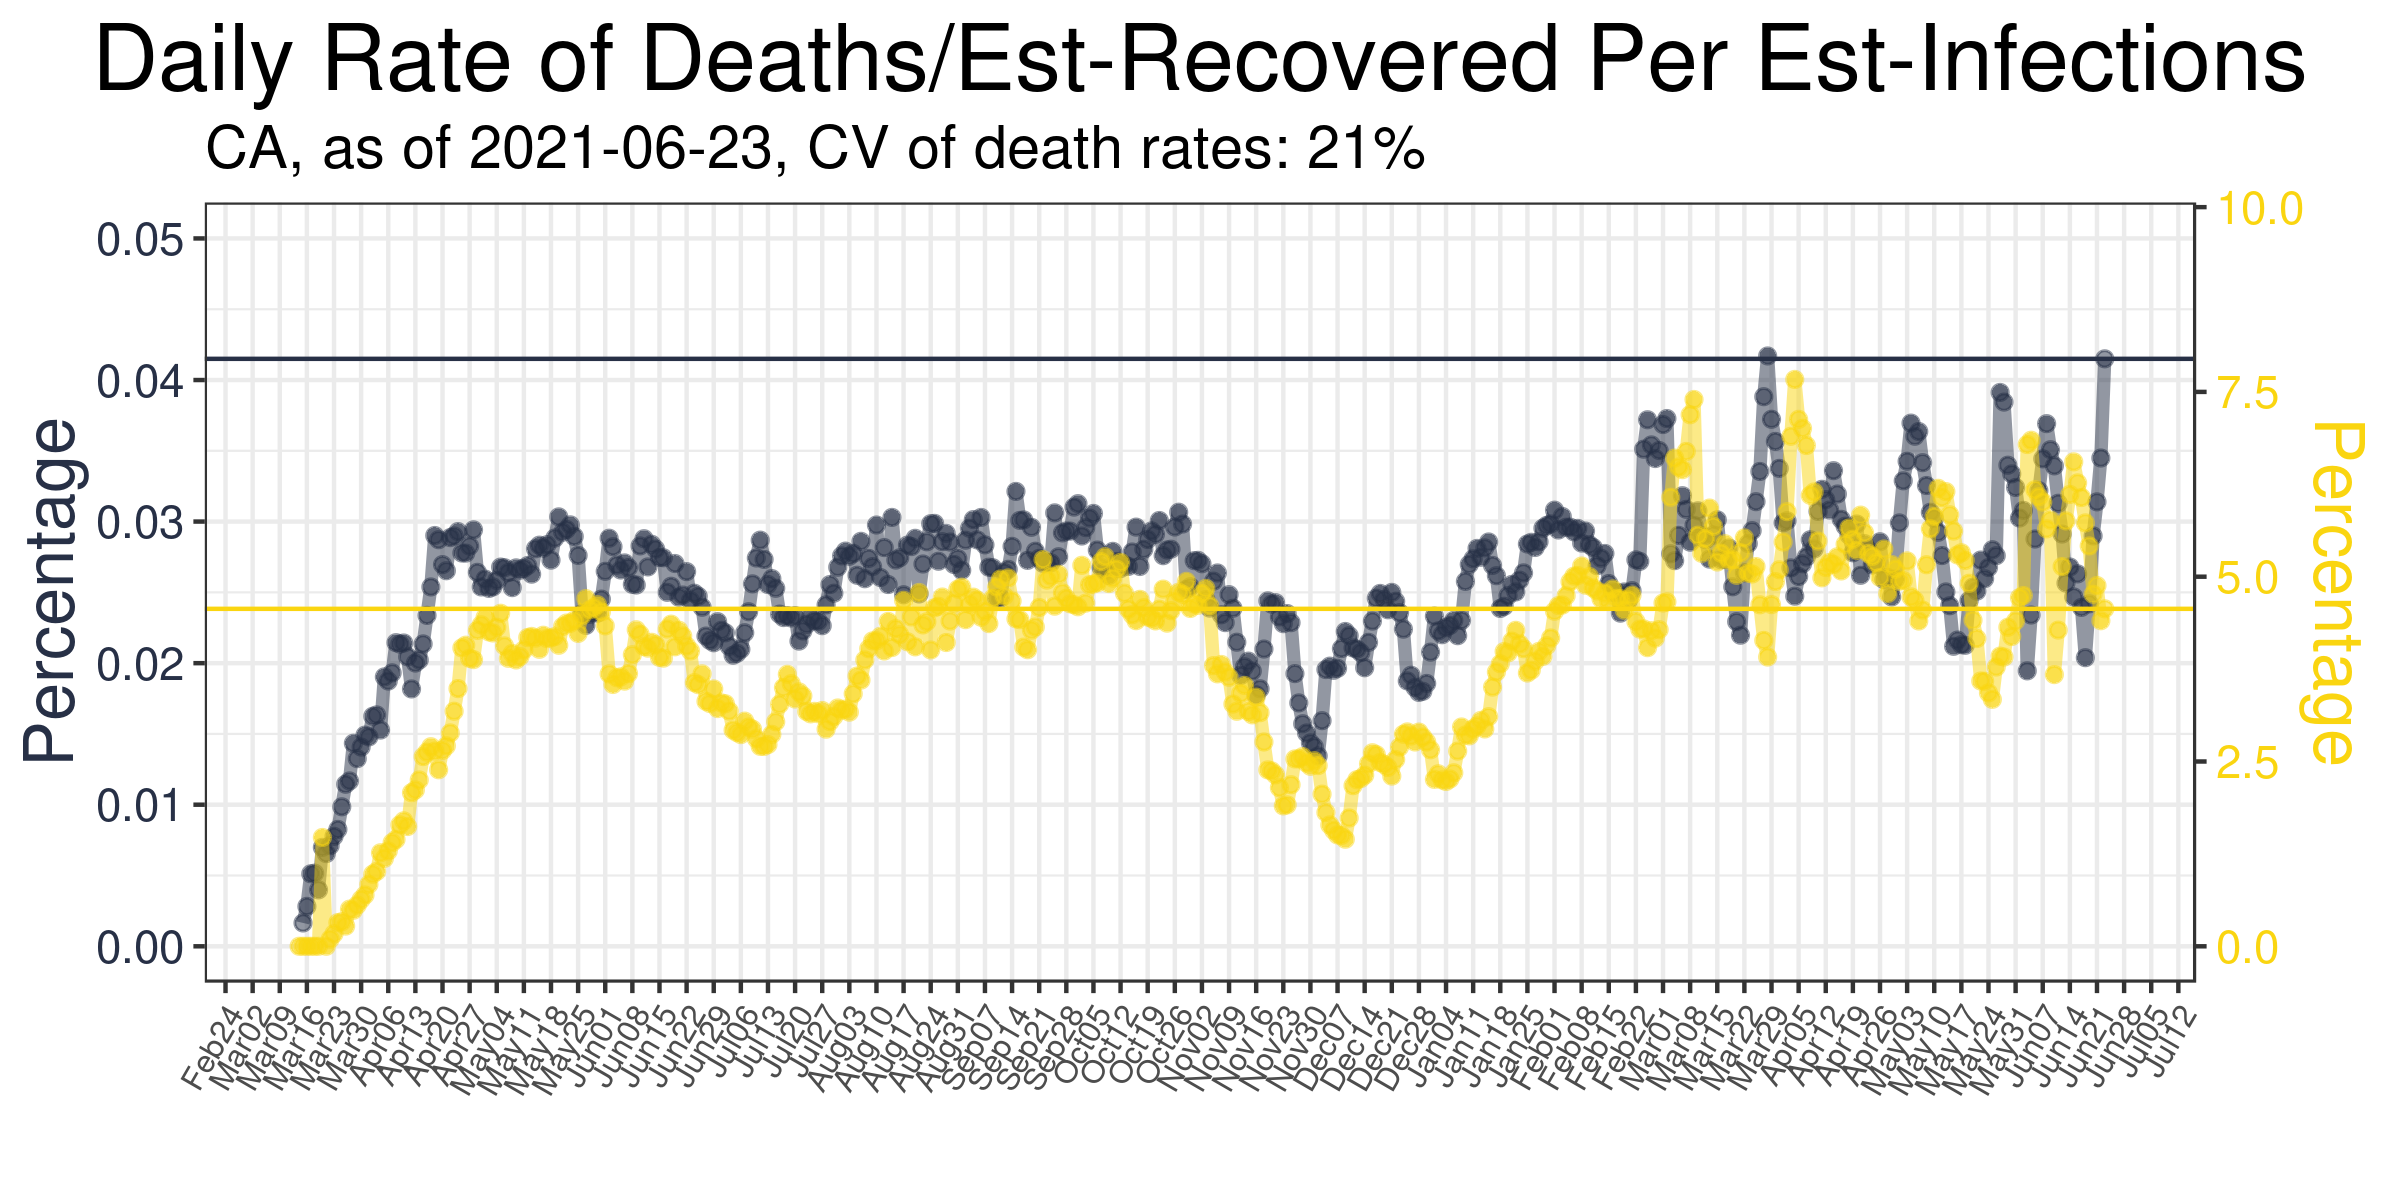 Daily Rate of Deaths/Est-Recovered Per Est-Infections
CA, as of 2021-06-23, CV of death rates: 21%
Percentage
0.05
0.04
0.03
0.02
0.01
0.00
10.0
7.5
5.0
2.5
0.0
Percentage
Feb24
Mar02
Mar09
Mar16
Mar23
Mar30
Apr06
Apr13
Apr20
Apr27
May04
May11
May18
May25
Jun01
Jun08
Jun15
Jun22
Jun29
Jul06
Jul13
Jul20
Jul27
Aug03
Aug10
Aug17
Aug24
Aug31
Sep07
Sep14
Sep21
Sep28
Oct05
Oct12
Oct19
Oct26
Nov02
Nov09
Nov16
Nov23
Nov30
Dec07
Dec14
Dec21
Dec28
Jan04
Jan11
Jan18
Jan25
Feb01
Feb08
Feb15
Feb22
Mar01
Mar08
Mar15
Mar22
Mar29
Apr05
Apr12
Apr19
Apr26
May03
May10
May17
May24
May31
Jun07
Jun14
Jun21
Jun28
Jul05
Jul12